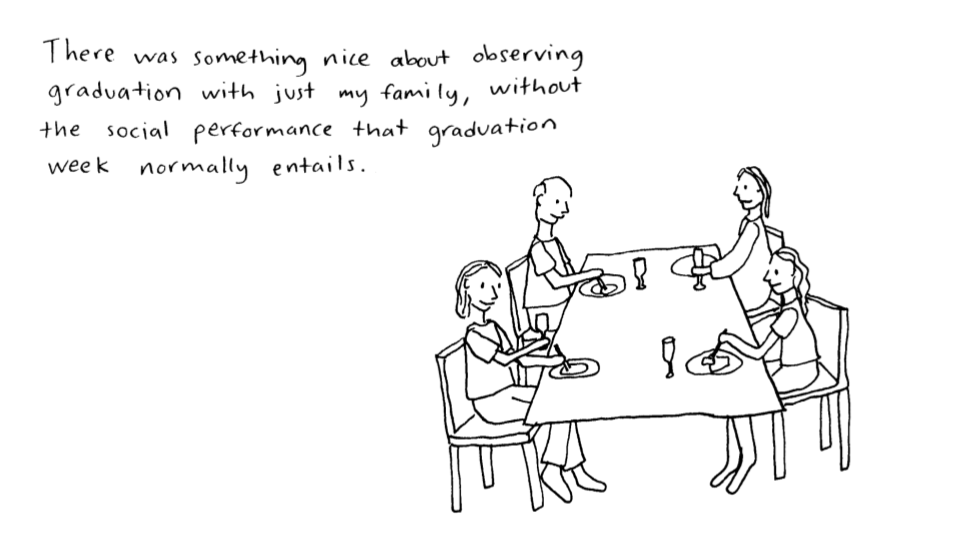 There was something nice about observing
graduation with just my family, without
the social performance that graduation
week normally entails.